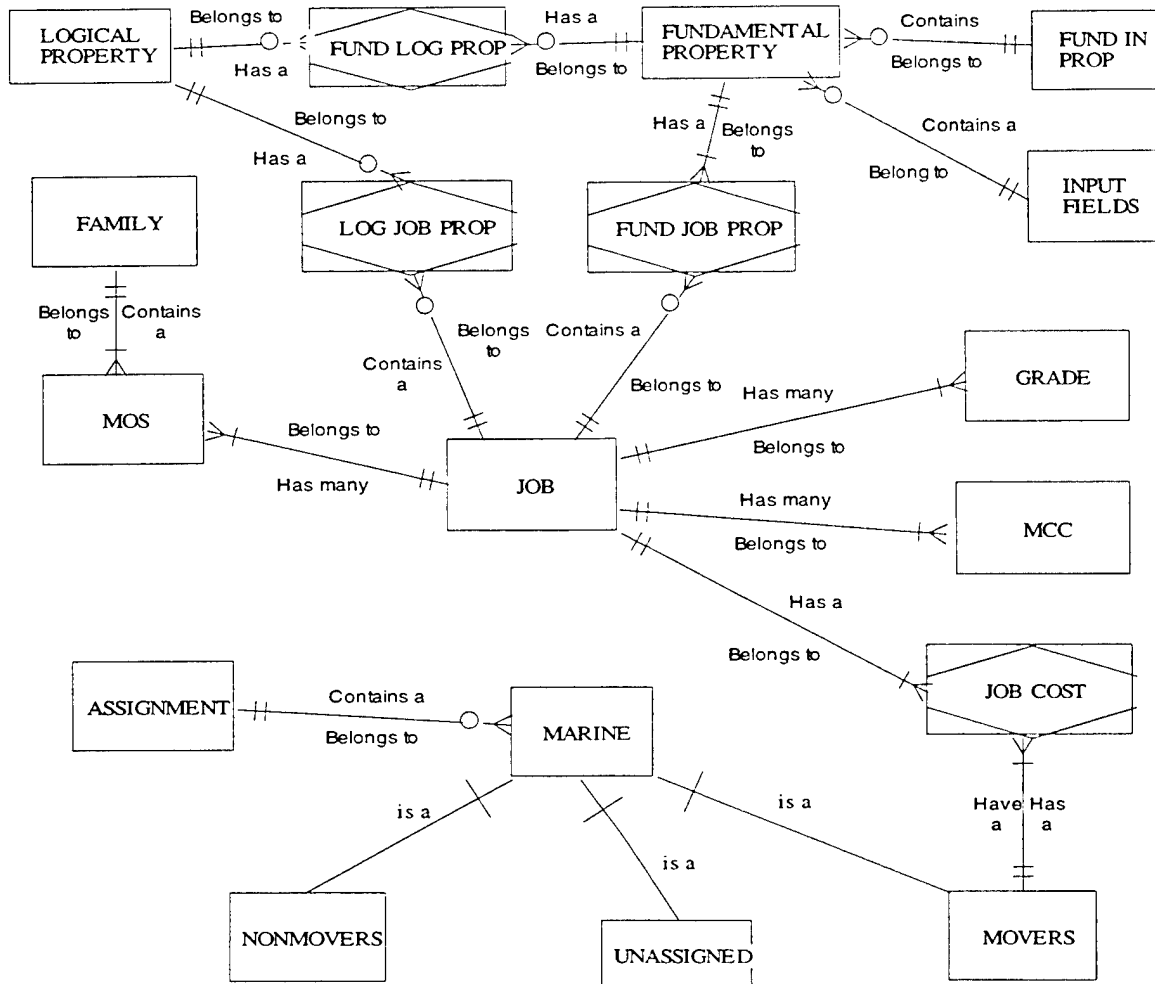 LOGICAL
PROPERTY
Belongs to
Has a
FUND LOG PROP
Has a
Belongs to
FUNDAMENTAL
PROPERTY
Contains
Belongs to
FUND IN
PROP
Belongs to
Has a
Has a
Belongs
to
Contains a
Belong to
INPUT
FIELDS
FAMILY
LOG JOB PROP
FUND JOB PROP
Belongs
to
Contains
a
Belongs
to
Contains
a
Contains a
Belongs to
MOS
Belongs to
Has many
JOB
Has many
Belongs to
GRADE
Has many
Belongs to
MCC
Has a
Belongs to
JOB COST
ASSIGNMENT
Contains a
Belongs to
MARINE
Have
a
Has
a
is a
is a
is a
NONMOVERS
UNASSIGNED
MOVERS